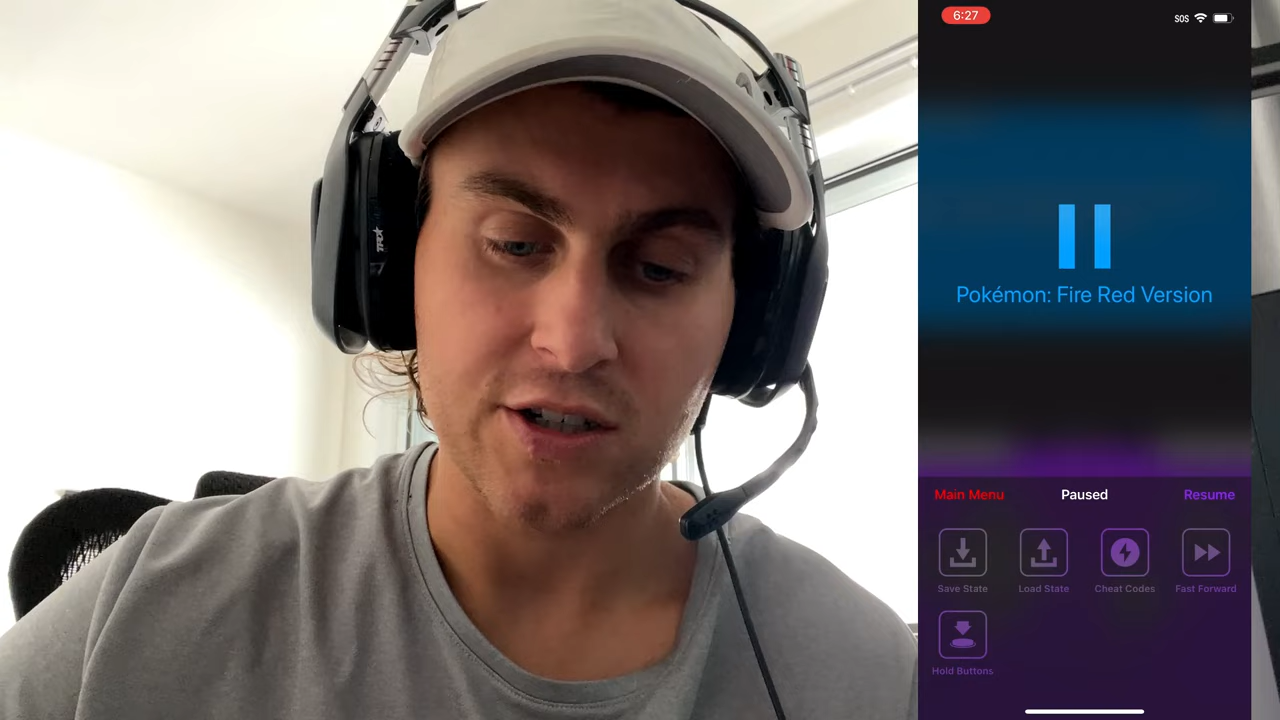 6:27
SOS
Pokémon: Fire Red Version
Main Menu
Paused
Resume
Save State
Load State
Cheat Codes
Fast Forward
Hold Buttons